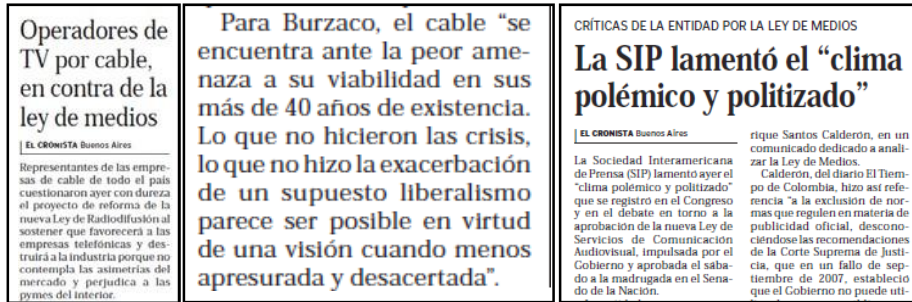 Operadores de
TV por cable,
en contra de la
ley de medios
EL CRONISTA Buenos Aires
Representantes de las empre-
sas de cable de todo el país
cuestionaron ayer con dureza
el proyecto de reforma de la
nueva Ley de Radiodifusión al
sostener que favorecerá a las
empresas telefónicas y des-
truirá a la industria porque no
contempla las asimetrías del
mercado y perjudica a las
pymes del interior.
Para Burzaco, el cable “se
encuentra ante la peor ame-
naza a su viabilidad en sus
más de 40 años de existencia.
Lo que no hicieron las crisis,
lo que no hizo la exacerbación
de un supuesto liberalismo
parece ser posible en virtud
de una visión cuando menos
apresurada y desacertada”.
CRÍTICAS DE LA ENTIDAD POR LA LEY DE MEDIOS
La SIP lamentó el “clima
polémico y politizado”
EL CRONISTA Buenos Aires
La Sociedad Interamericana
de Prensa (SIP) lamentó ayer el
“clima polémico y politizado”
que se registró en el Congreso
y en el debate en torno a la
aprobación de la nueva Ley de
Servicios de Comunicación
Audiovisual, impulsada por el
Gobierno y aprobada el sába-
do a la madrugada en el Sena-
do de la Nación.
rique Santos Calderón, en un
comunicado dedicado a anali-
zar la Ley de Medios.
Calderón, del diario El Tiem-
po de Colombia, hizo así refe-
rencia “a la exclusión de nor-
mas que regulen en materia de
publicidad oficial, descono-
ciéndose las recomendaciones
de la Corte Suprema de Justi-
cia, que en un fallo de sep-
tiembre de 2007, estableció
que el Gobierno no puede uti-